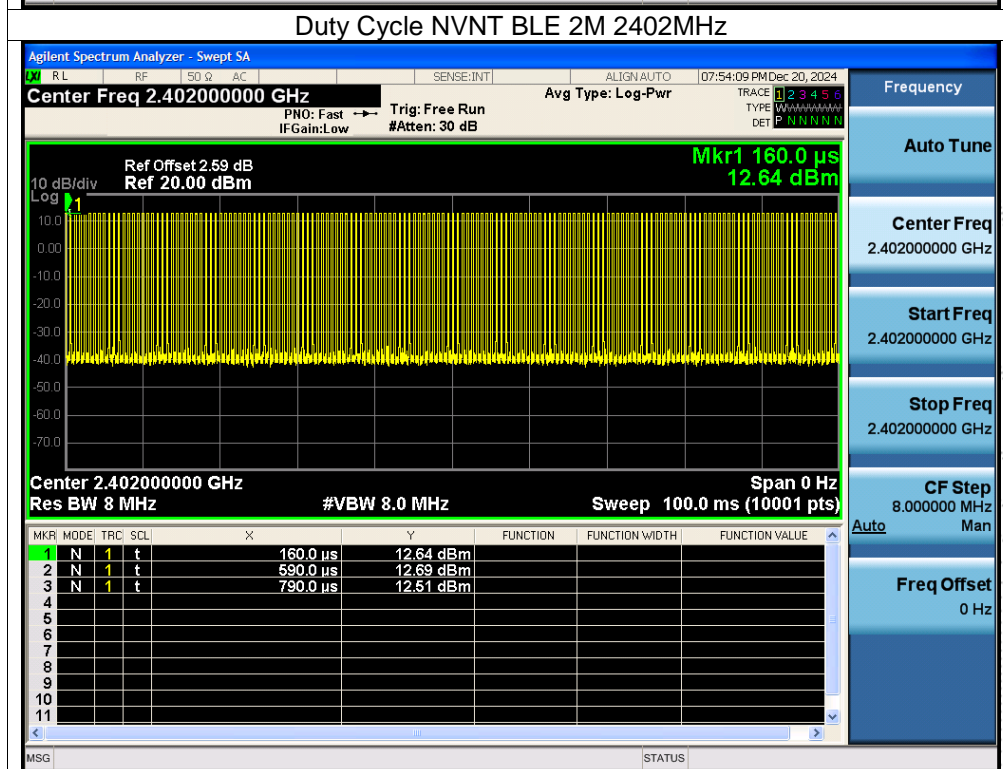 Duty Cycle NVNT BLE 2M 2402MHz
Agilent Spectrum Analyzer - Swept SA
LXI RL RF 50 Ω AC SENSE:INT ALIGN AUTO 07:54:09 PM Dec 20, 2024
Center Freq 2.402000000 GHz
PNO: Fast
IFGain:Low
Trig: Free Run
#Atten: 30 dB
Avg Type: Log-Pwr
TRACE 1 2 3 4 5 6
TYPE WWWWWW
DET P N N N N N
Mkr1 160.0 µs
12.64 dBm
Ref Offset 2.59 dB
10 dB/div Ref 20.00 dBm
Log
1
10.0
0.00
-10.0
-20.0
-30.0
-40.0
-50.0
-60.0
-70.0
Center 2.402000000 GHz Span 0 Hz
Res BW 8 MHz #VBW 8.0 MHz Sweep 100.0 ms (10001 pts)
MKR MODE TRC SCL X Y FUNCTION FUNCTION WIDTH FUNCTION VALUE
1 N 1 t 160.0 µs 12.64 dBm
2 N 1 t 590.0 µs 12.69 dBm
3 N 1 t 790.0 µs 12.51 dBm
4
5
6
7
8
9
10
11
MSG STATUS
Frequency
Auto Tune
Center Freq
2.402000000 GHz
Start Freq
2.402000000 GHz
Stop Freq
2.402000000 GHz
CF Step
8.000000 MHz
Auto Man
Freq Offset
0 Hz